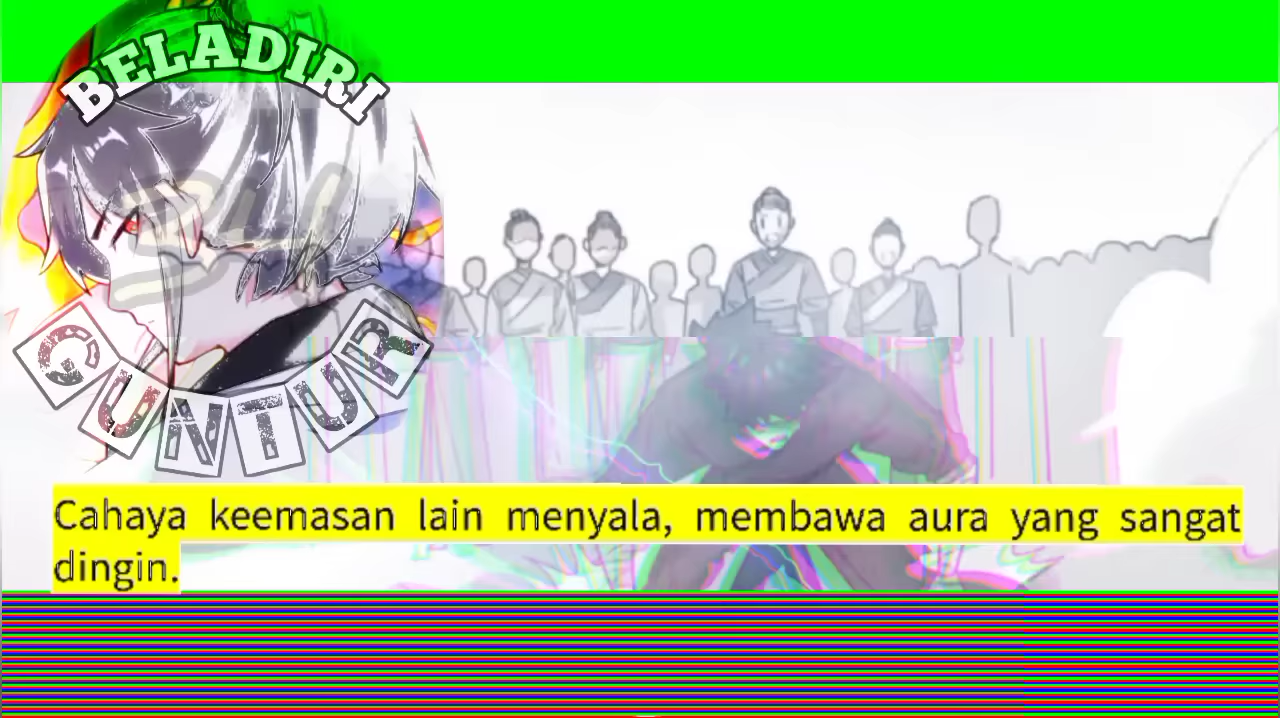 BELADIRI
GUNTUR
Cahaya keemasan lain menyala, membawa aura yang sangat
dingin.